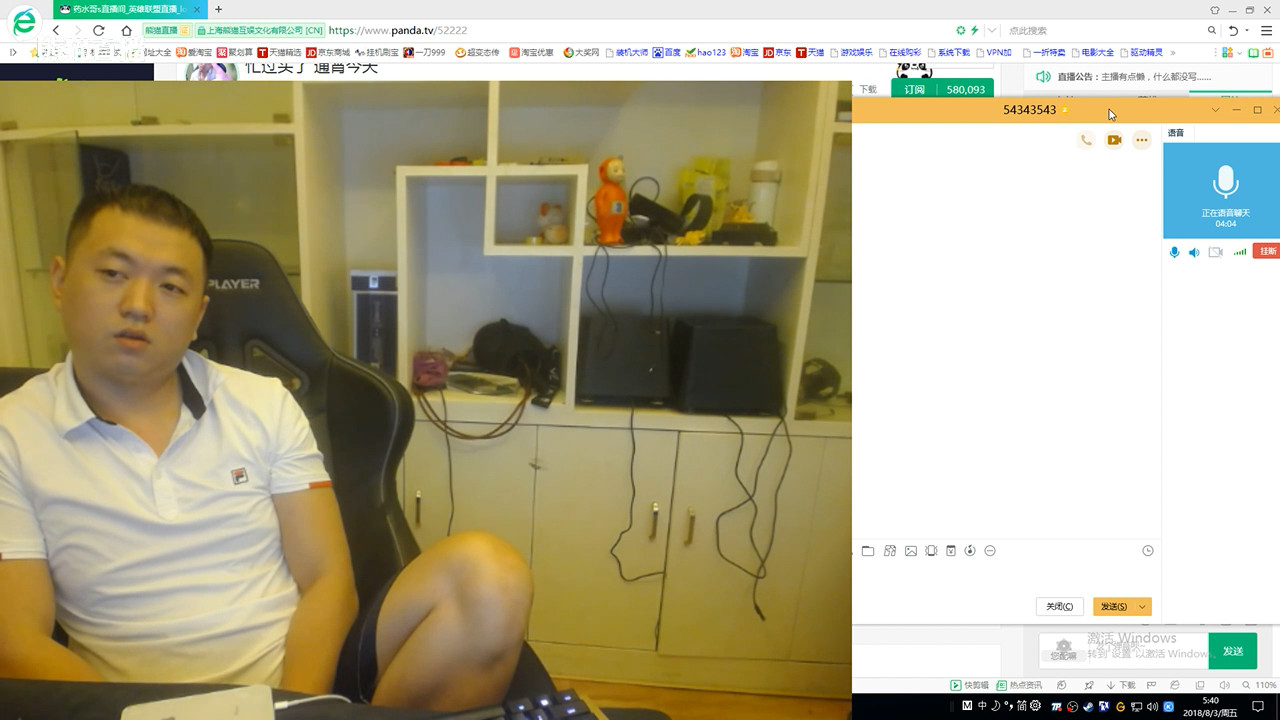 药水哥s直播间_英雄联盟直播_lo
熊猫直播
上海熊猫互娱文化有限公司 [CN]
https://www.panda.tv/52222
点此搜索
址大全
爱淘宝
聚划算
天猫精选
京东商城
挂机刷宝
一刀999
超变态传
淘宝优惠
大奖网
装机大师
百度
hao123
淘宝
京东
天猫
游戏娱乐
在线购彩
系统下载
VPN加
一折特卖
电影大全
驱动精灵
忙过头了 通宵今天
下载
订阅
580,093
直播公告：主播有点懒，什么都没写......
54343543
语音
正在语音聊天
04:04
挂断
PLAYER
关闭(C)
发送(S)
激活 Windows
转到"设置"以激活 Windows。
发送
快剪辑
热点资讯
下载
110%
M 中
简
5:40
2018/8/3/周五